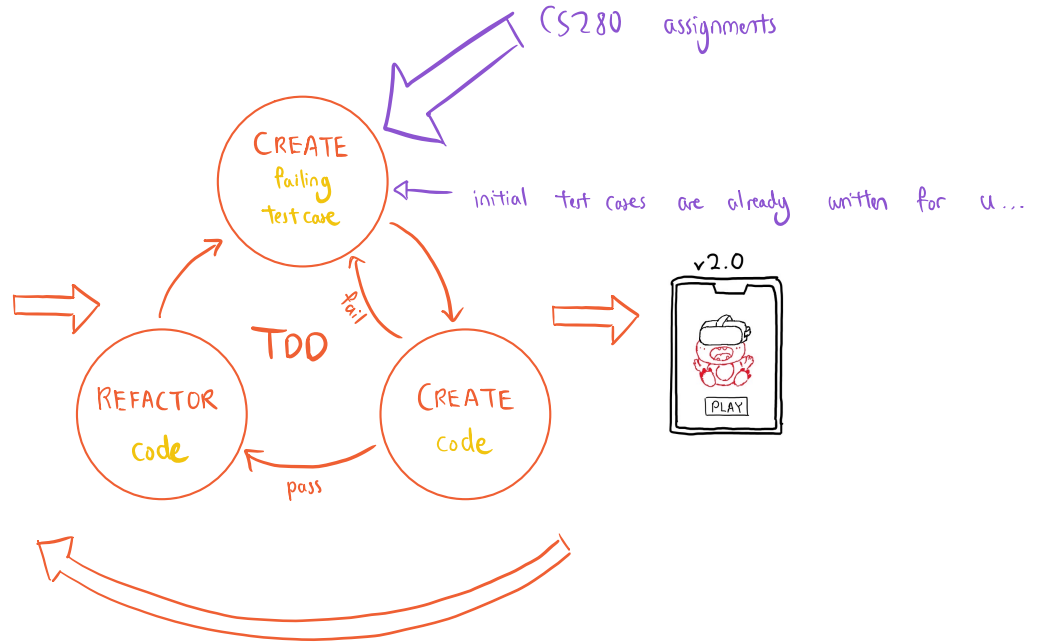 CS280 assignments
CREATE
failing
test case
initial test cases are already written for u...
v2.0
fail
TDD
REFACTOR
code
CREATE
code
PLAY
pass